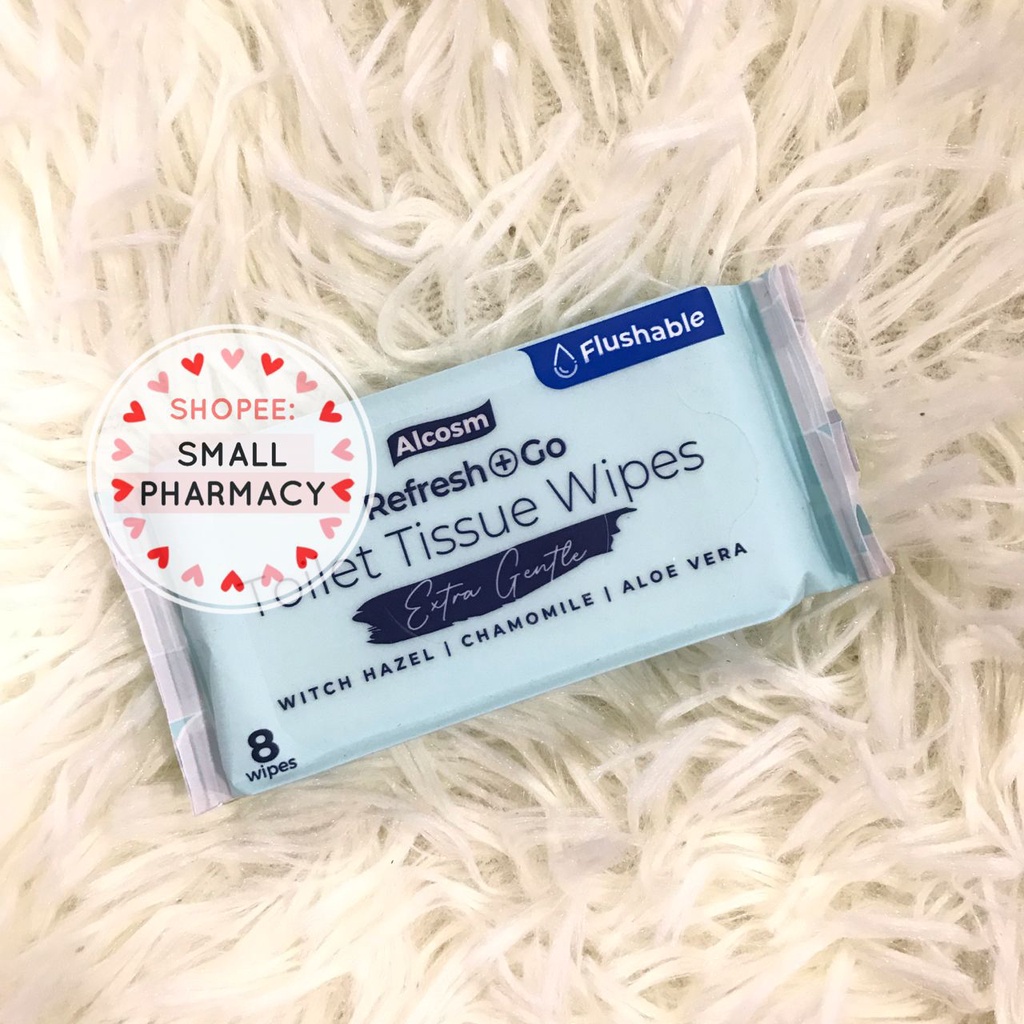 Flushable
Alcosm
Refresh+Go
Toilet Tissue Wipes
Extra Gentle
WITCH HAZEL | CHAMOMILE | ALOE VERA
8
wipes
SHOPEE:
SMALL
PHARMACY